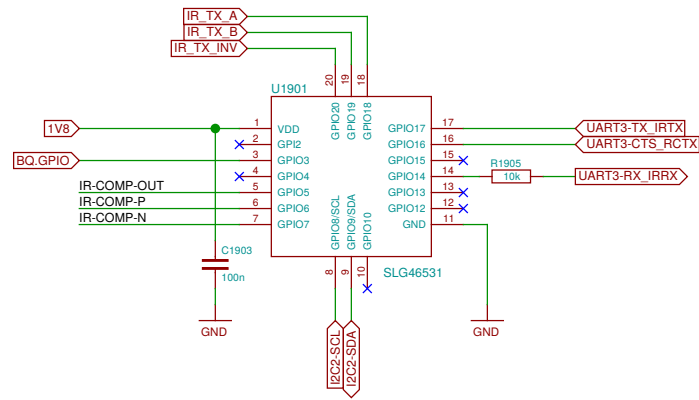 IR_TX_A
IR_TX_B
IR_TX_INV
20
19
18
U1901
GPIO20
GPIO19
GPIO18
1V8
1
VDD
GPIO17
17
UART3-TX_IRTX
2
GPI2
GPIO16
16
UART3-CTS_RCTX
BQ.GPIO
3
GPIO3
GPIO15
15
R1905
4
GPIO4
GPIO14
14
10k
UART3-RX_IRRX
IR-COMP-OUT
5
GPIO5
GPIO13
13
IR-COMP-P
6
GPIO6
GPIO12
12
IR-COMP-N
7
GPIO7
GND
11
GPIO8/SCL
GPIO9/SDA
GPIO10
C1903
100n
8
9
10
SLG46531
GND
GND
I2C2-SCL
I2C2-SDA